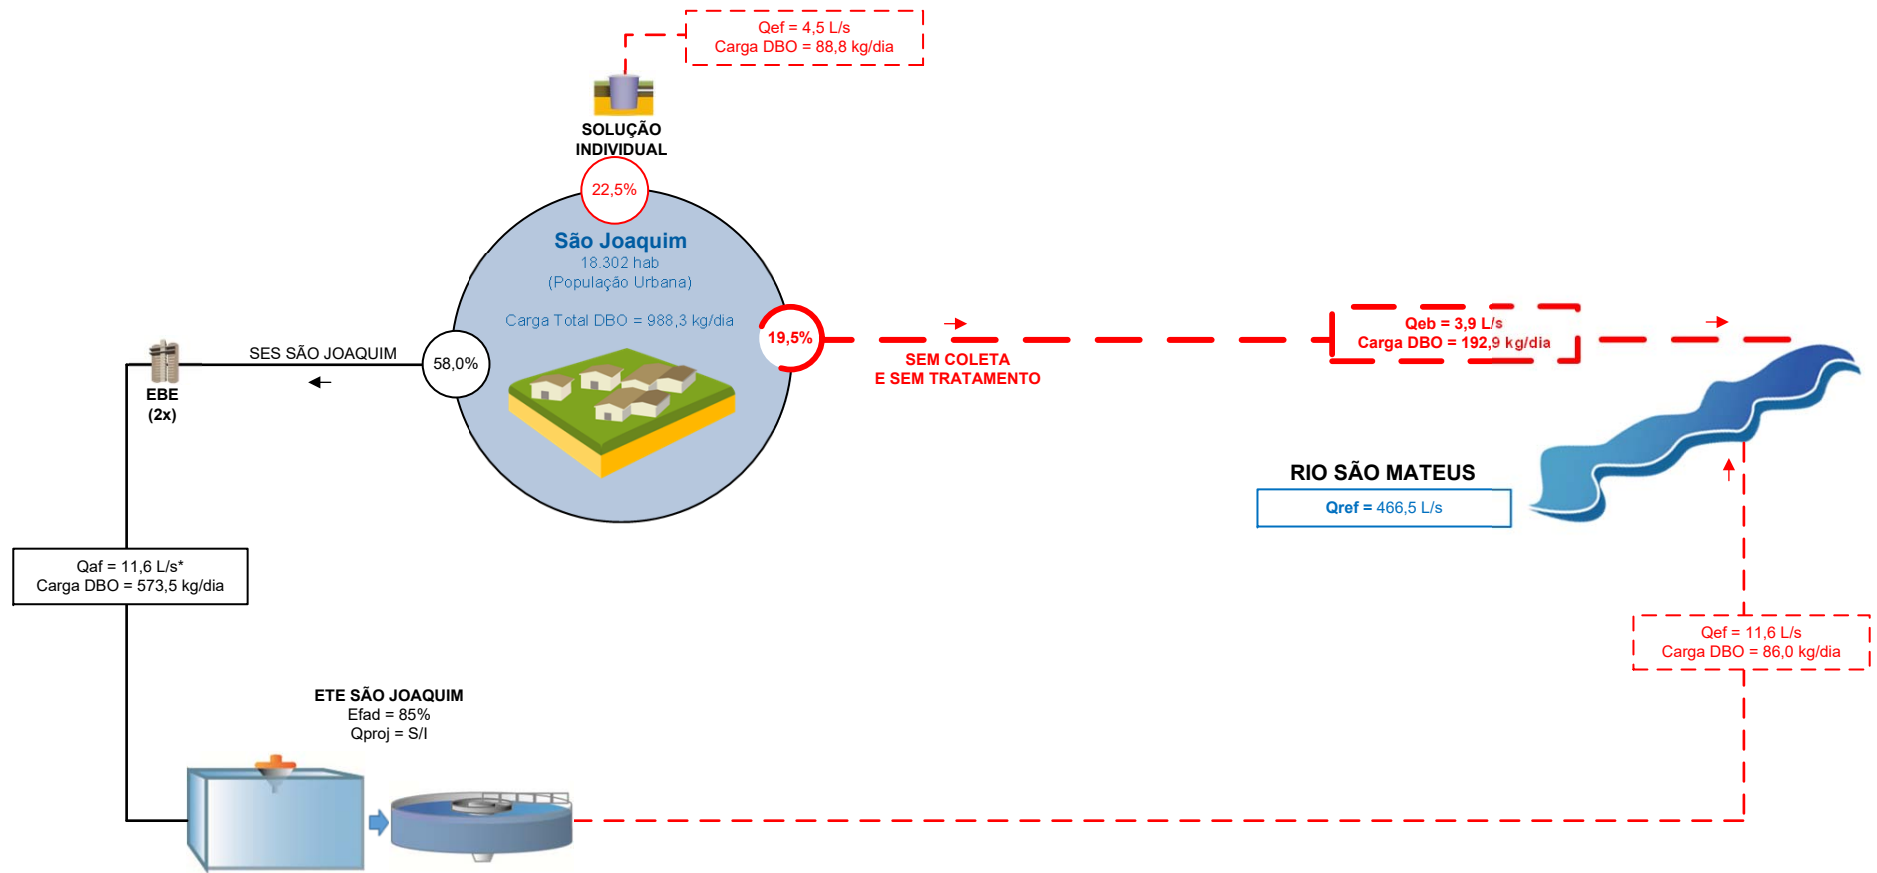 Qef = 4,5 L/s
Carga DBO = 88,8 kg/dia
SOLUÇÃO
INDIVIDUAL
22,5%
São Joaquim
18.302 hab
(População Urbana)
Carga Total DBO = 988,3 kg/dia
19,5%
SEM COLETA
E SEM TRATAMENTO
Qeb = 3,9 L/s
Carga DBO = 192,9 kg/dia
58,0%
SES SÃO JOAQUIM
EBE
(2x)
RIO SÃO MATEUS
Qref = 466,5 L/s
Qaf = 11,6 L/s*
Carga DBO = 573,5 kg/dia
Qef = 11,6 L/s
Carga DBO = 86,0 kg/dia
ETE SÃO JOAQUIM
Efad = 85%
Qproj = S/I